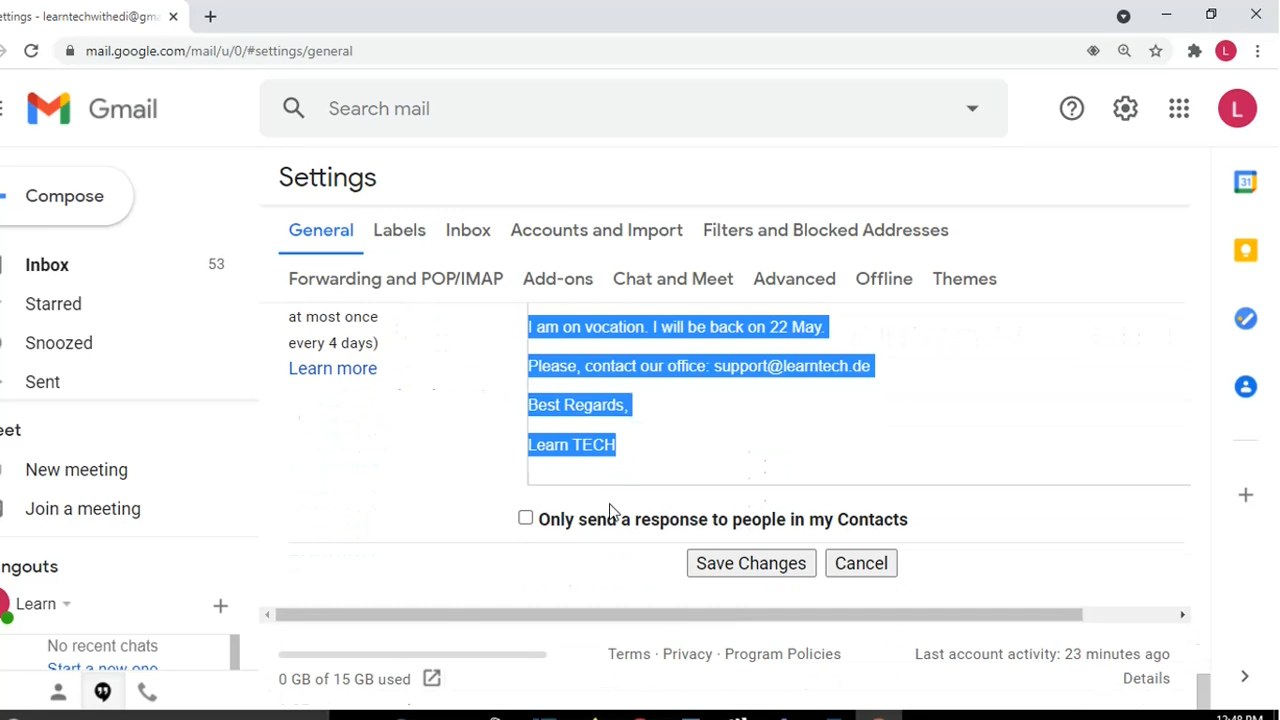 Settings - learntechwithedi@gma
mail.google.com/mail/u/0/#settings/general
L
Gmail
Search mail
L
Compose
Settings
General Labels Inbox Accounts and Import Filters and Blocked Addresses
Forwarding and POP/IMAP Add-ons Chat and Meet Advanced Offline Themes
31
Inbox 53
Starred
Snoozed
Sent
at most once
every 4 days)
Learn more
I am on vocation. I will be back on 22 May.
Please, contact our office: support@learntech.de
Best Regards,
Learn TECH
Only send a response to people in my Contacts
Save Changes Cancel
eet
New meeting
Join a meeting
ngouts
Learn
No recent chats
Start a new one
0 GB of 15 GB used
Terms · Privacy · Program Policies
Last account activity: 23 minutes ago
Details
12:48 PM